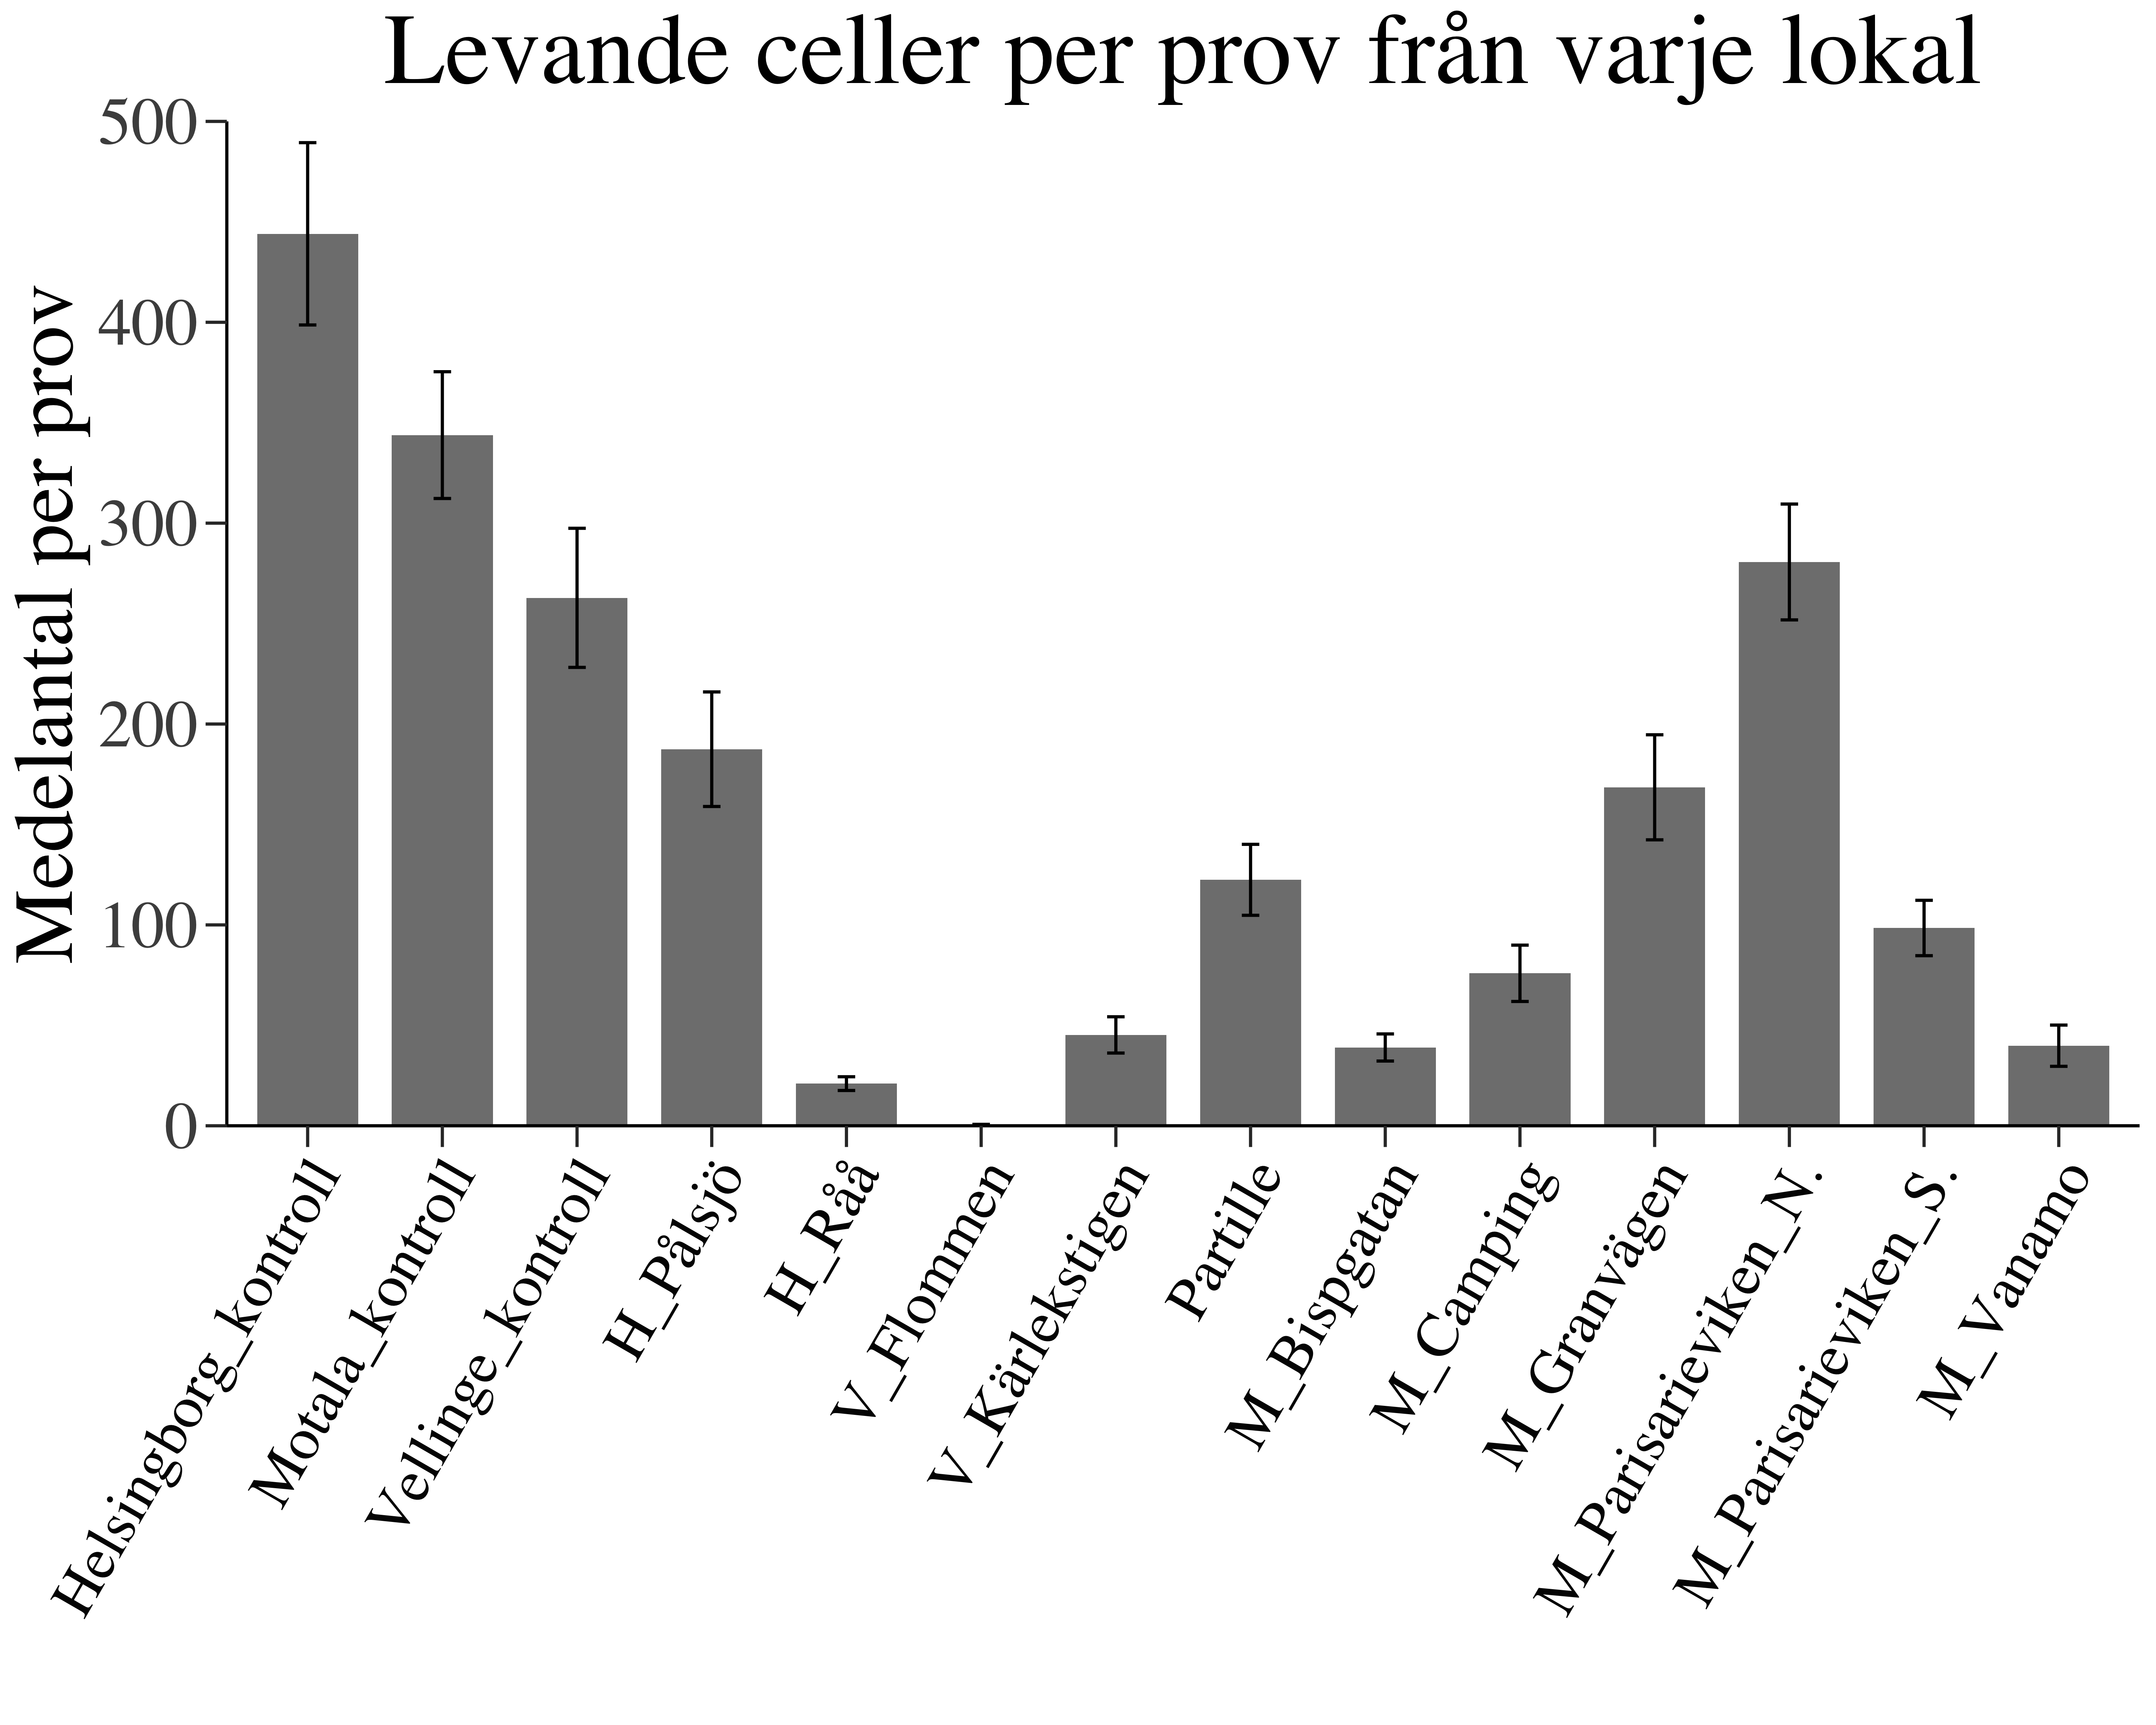 Levande celler per prov från varje lokal
Medelantal per prov
500
400
300
200
100
0
Helsingborg_kontroll
Motala_kontroll
Vellinge_kontroll
H_Pålsjö
H_Råå
V_Flommen
V_Kärlekstigen
Partille
M_Bispgatan
M_Camping
M_Granvägen
M_Parisarieviken_N.
M_Parisarieviken_S.
M_Vanamo